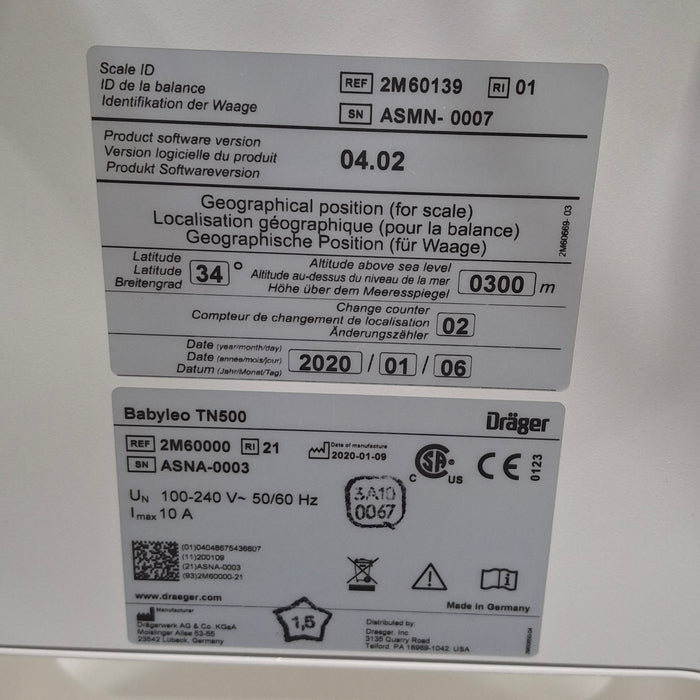 Scale ID
ID de la balance
Identifikation der Waage
REF 2M60139 RI 01
SN ASMN- 0007
Product software version
Version logicielle du produit
Produkt Softwareversion
04.02
Geographical position (for scale)
Localisation géographique (pour la balance)
Geographische Position (für Waage)
2M60669- 03
Latitude
Latitude
Breitengrad
34 °
Altitude above sea level
Altitude au-dessus du niveau de la mer
Höhe über dem Meeresspiegel
0300 m
Change counter
Compteur de changement de localisation
Änderungszähler
02
Date (year/month/day)
Date (année/mois/jour)
Datum (Jahr/Monat/Tag)
2020 / 01 / 06
Babyleo TN500
Dräger
REF 2M60000 RI 21
SN ASNA-0003
Date of manufacture
2020-01-09
C SA US
CE 0123
UN 100-240 V~ 50/60 Hz
Imax 10 A
3A10
0067
(01)04048675436607
(11)200109
(21)ASNA-0003
(93)2M60000-21
www.draeger.com
Made in Germany
Manufacturer
Drägerwerk AG & Co. KGaA
Moislinger Allee 53-55
23542 Lübeck, Germany
1,5
Distributed by:
Draeger, Inc
3135 Quarry Road
Telford, PA 18969-1042 USA